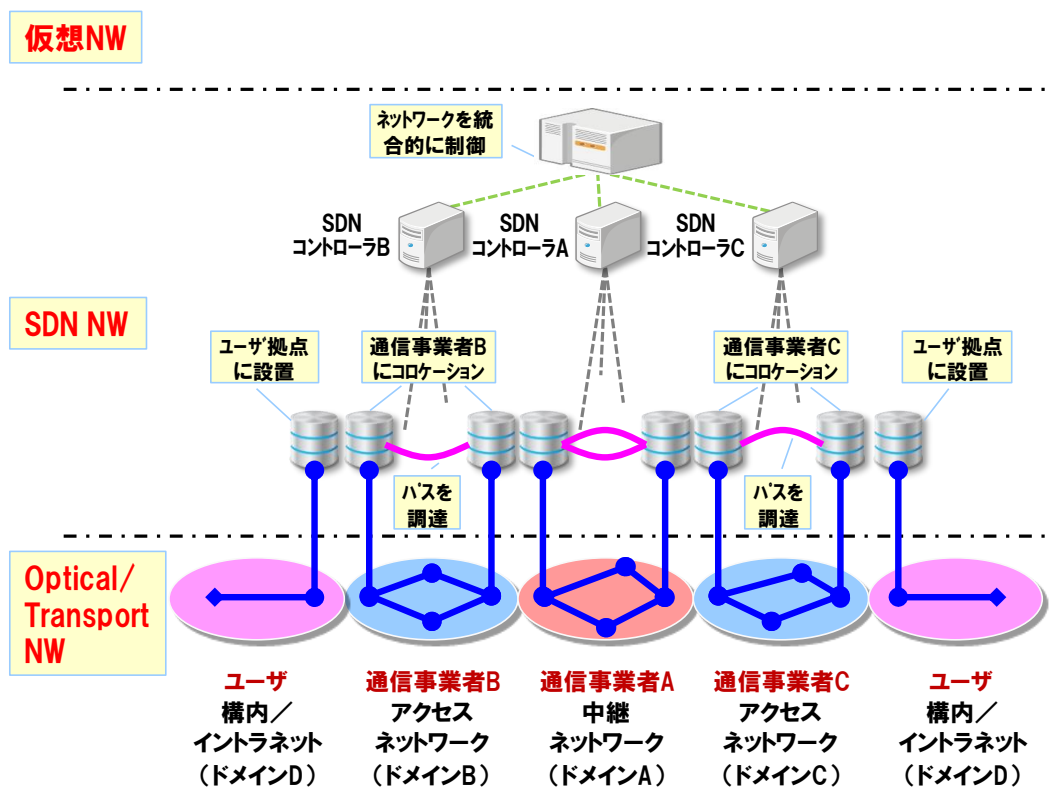 仮想NW
ネットワークを統
合的に制御
SDN
コントローラB
SDN
コントローラA
SDN
コントローラC
SDN NW
ユーザ拠点
に設置
通信事業者B
にコロケーション
通信事業者C
にコロケーション
ユーザ拠点
に設置
パスを
調達
パスを
調達
Optical/
Transport
NW
ユーザ
構内／
イントラネット
（ドメインD）
通信事業者B
アクセス
ネットワーク
（ドメインB）
通信事業者A
中継
ネットワーク
（ドメインA）
通信事業者C
アクセス
ネットワーク
（ドメインC）
ユーザ
構内／
イントラネット
（ドメインD）